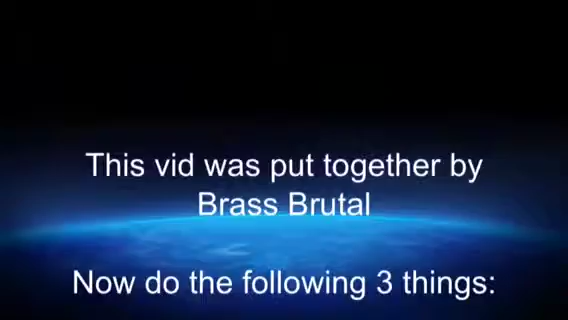 This vid was put together by
Brass Brutal
Now do the following 3 things: